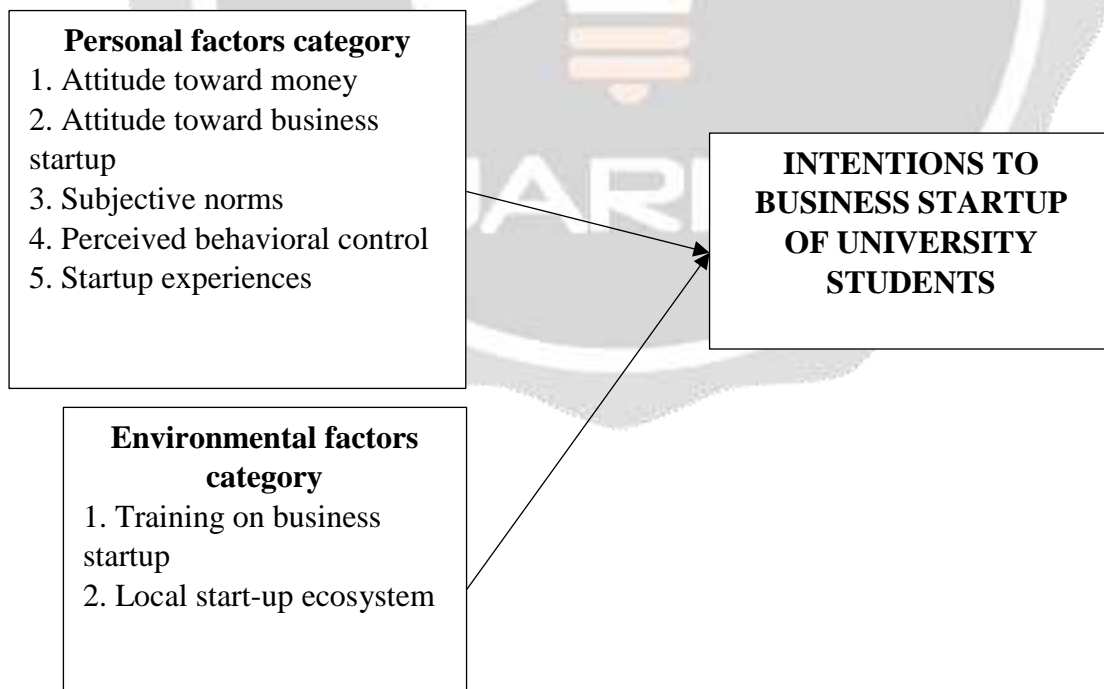 Personal factors category
1. Attitude toward money
2. Attitude toward business
startup
3. Subjective norms
4. Perceived behavioral control
5. Startup experiences
INTENTIONS TO
BUSINESS STARTUP
OF UNIVERSITY
STUDENTS
Environmental factors
category
1. Training on business
startup
2. Local start-up ecosystem